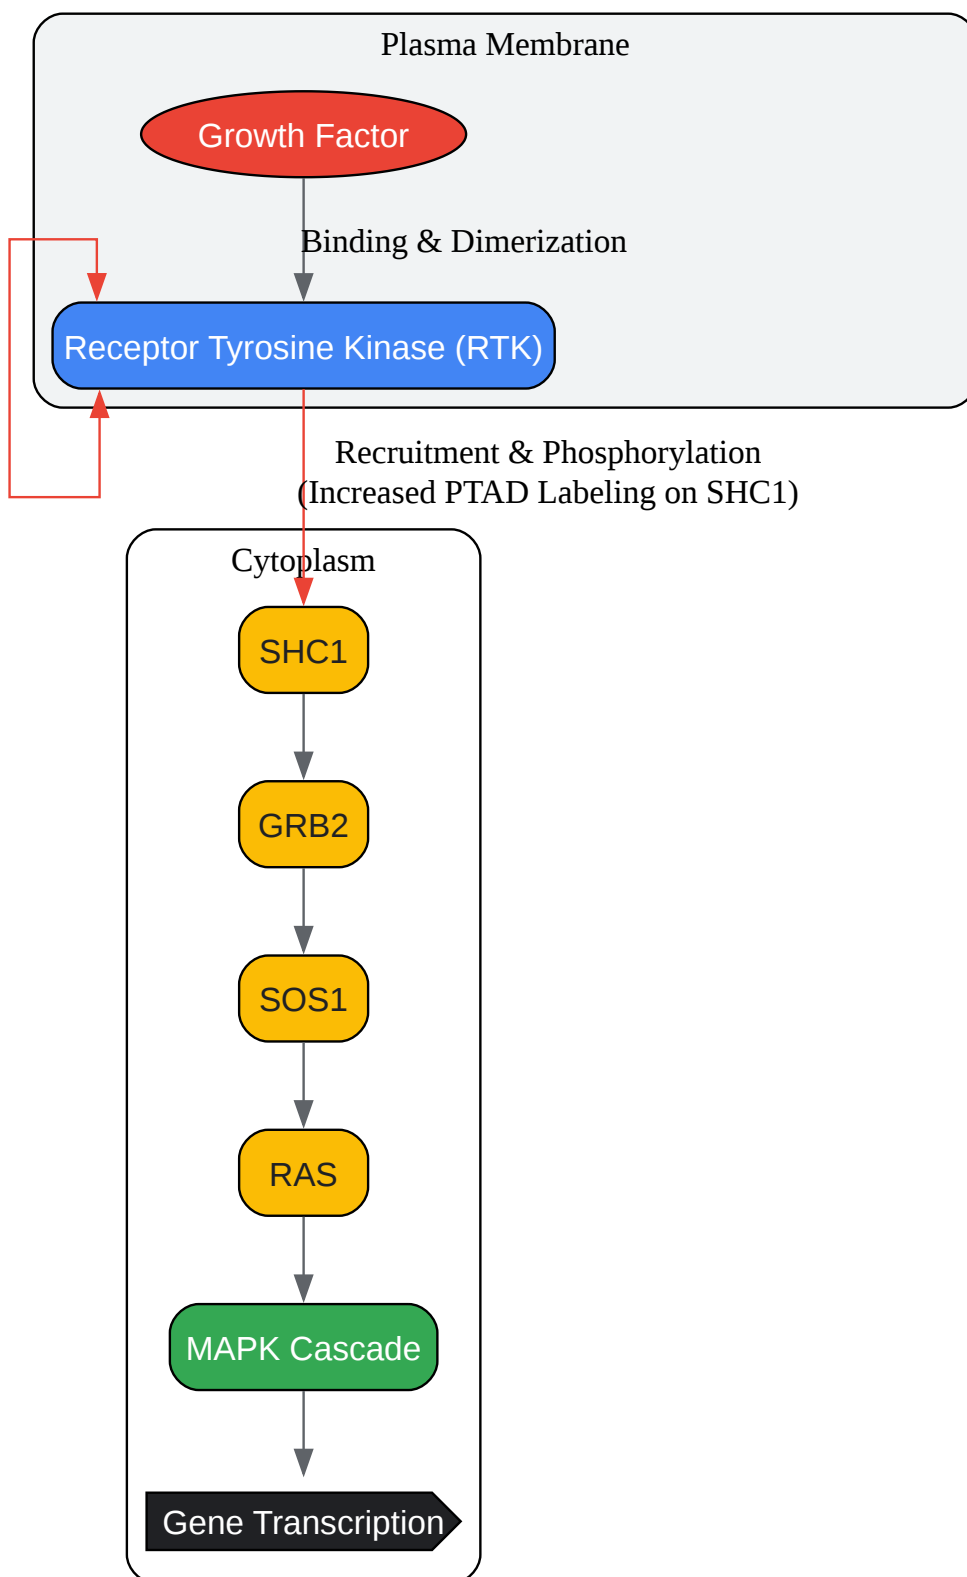 Plasma Membrane
Growth Factor
Binding & Dimerization
Receptor Tyrosine Kinase (RTK)
Recruitment & Phosphorylation
(Increased PTAD Labeling on SHC1)
Cytoplasm
SHC1
GRB2
SOS1
RAS
MAPK Cascade
Gene Transcription